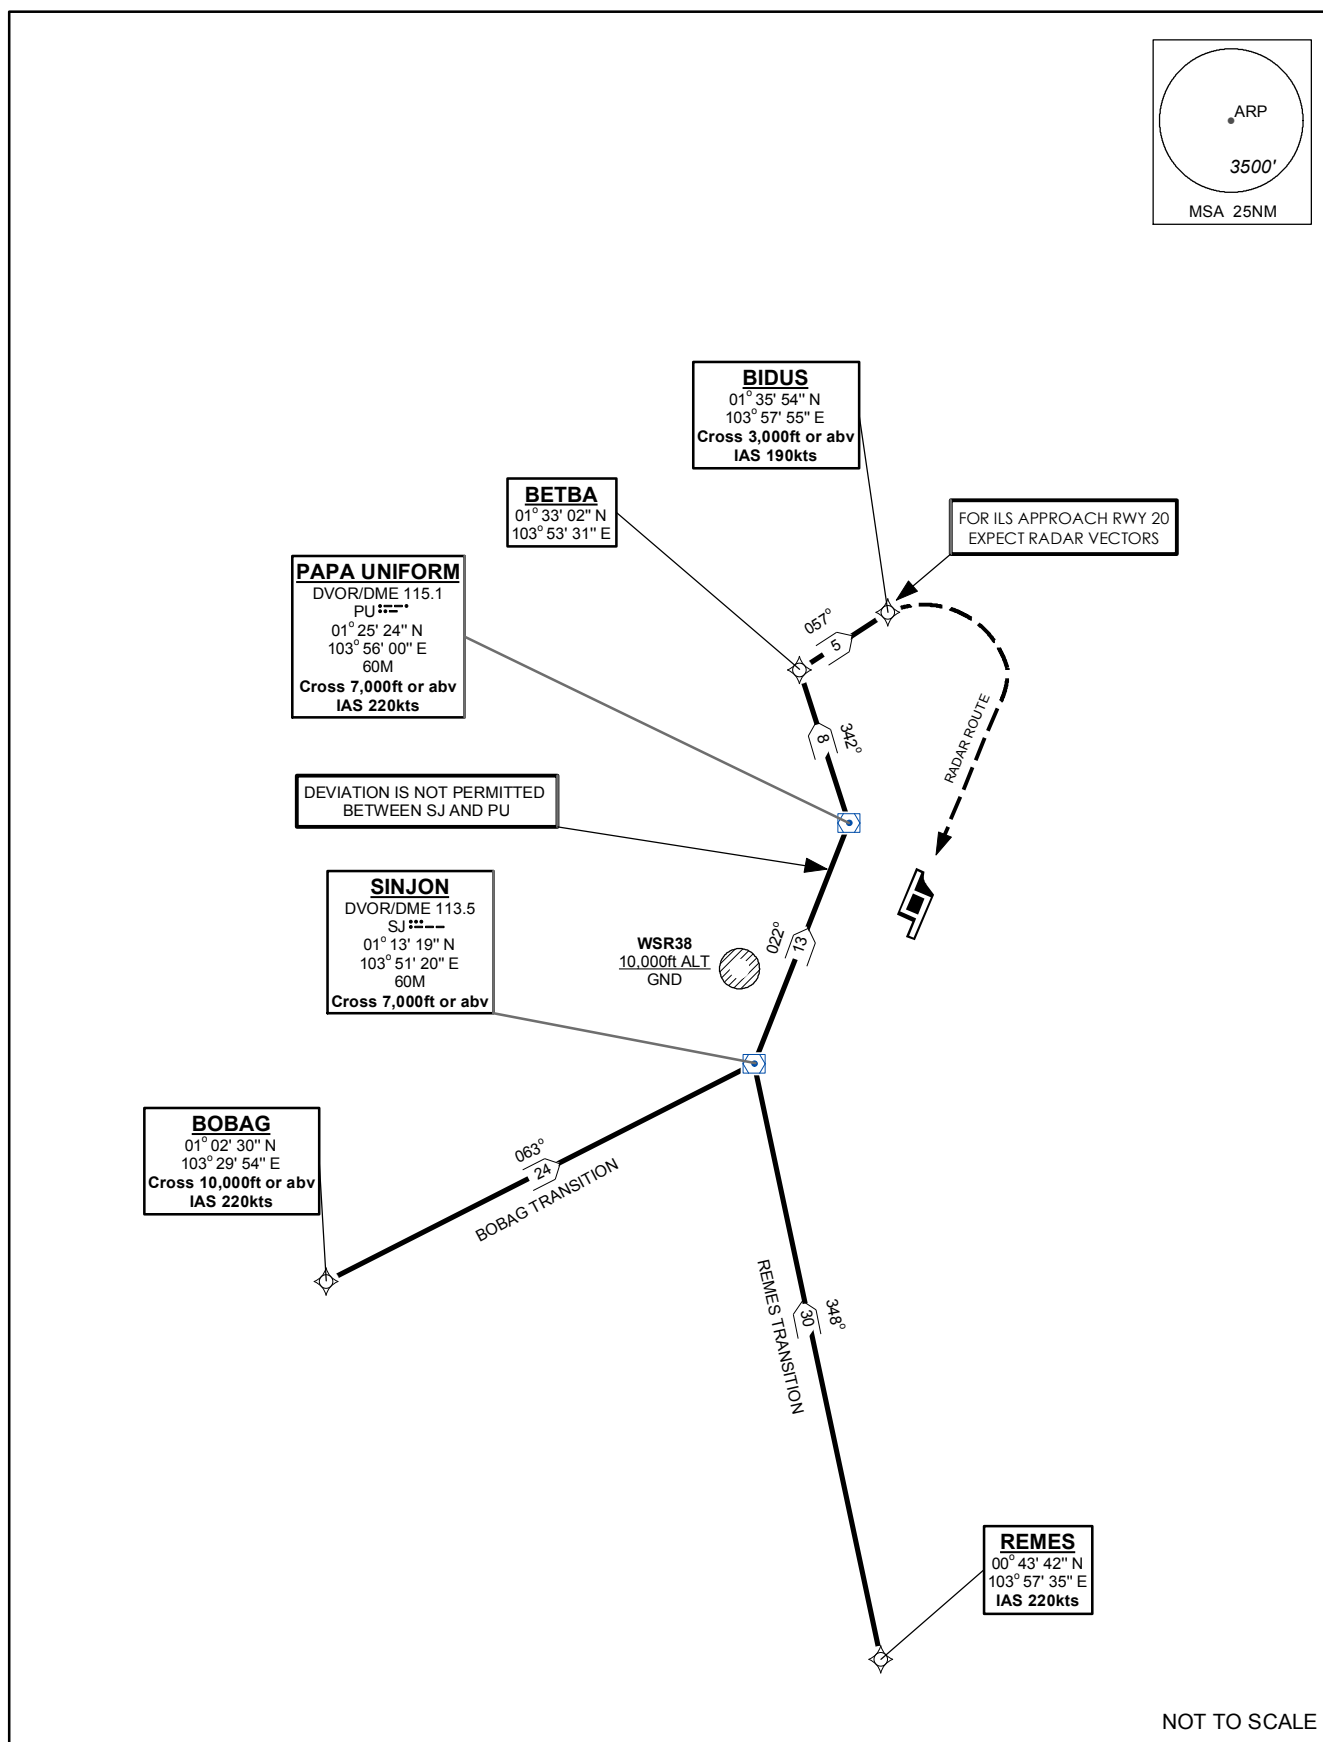 ARP
3500'
MSA 25NM
BIDUS
01° 35' 54" N
103° 57' 55" E
Cross 3,000ft or abv
IAS 190kts
BETBA
01° 33' 02" N
103° 53' 31" E
FOR ILS APPROACH RWY 20
EXPECT RADAR VECTORS
PAPA UNIFORM
DVOR/DME 115.1
PU
01° 25' 24" N
103° 56' 00" E
60M
Cross 7,000ft or abv
IAS 220kts
057°
5
342°
8
RADAR ROUTE
DEVIATION IS NOT PERMITTED
BETWEEN SJ AND PU
SINJON
DVOR/DME 113.5
SJ
01° 13' 19" N
103° 51' 20" E
60M
Cross 7,000ft or abv
WSR38
10,000ft ALT
GND
022°
13
BOBAG
01° 02' 30" N
103° 29' 54" E
Cross 10,000ft or abv
IAS 220kts
063°
24
BOBAG TRANSITION
REMES TRANSITION
30
348°
REMES
00° 43' 42" N
103° 57' 35" E
IAS 220kts
NOT TO SCALE